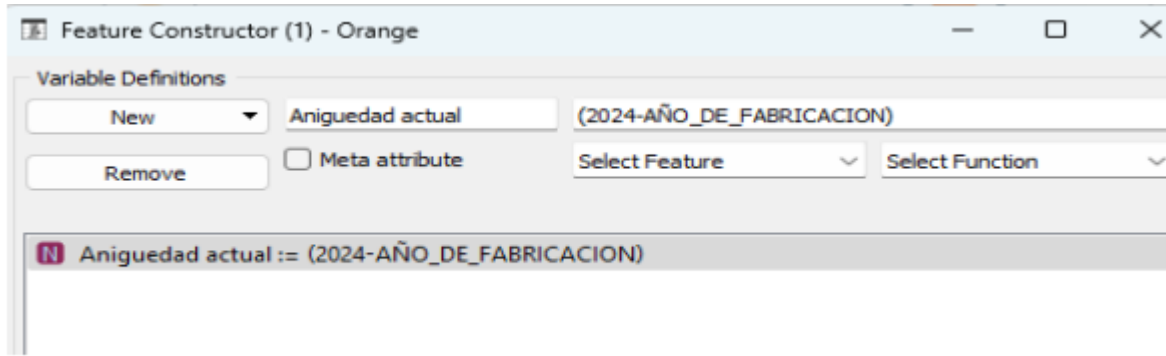 Feature Constructor (1) - Orange
Variable Definitions
New Aniguedad actual (2024-AÑO_DE_FABRICACION)
Remove Meta attribute Select Feature Select Function
N Aniguedad actual := (2024-AÑO_DE_FABRICACION)